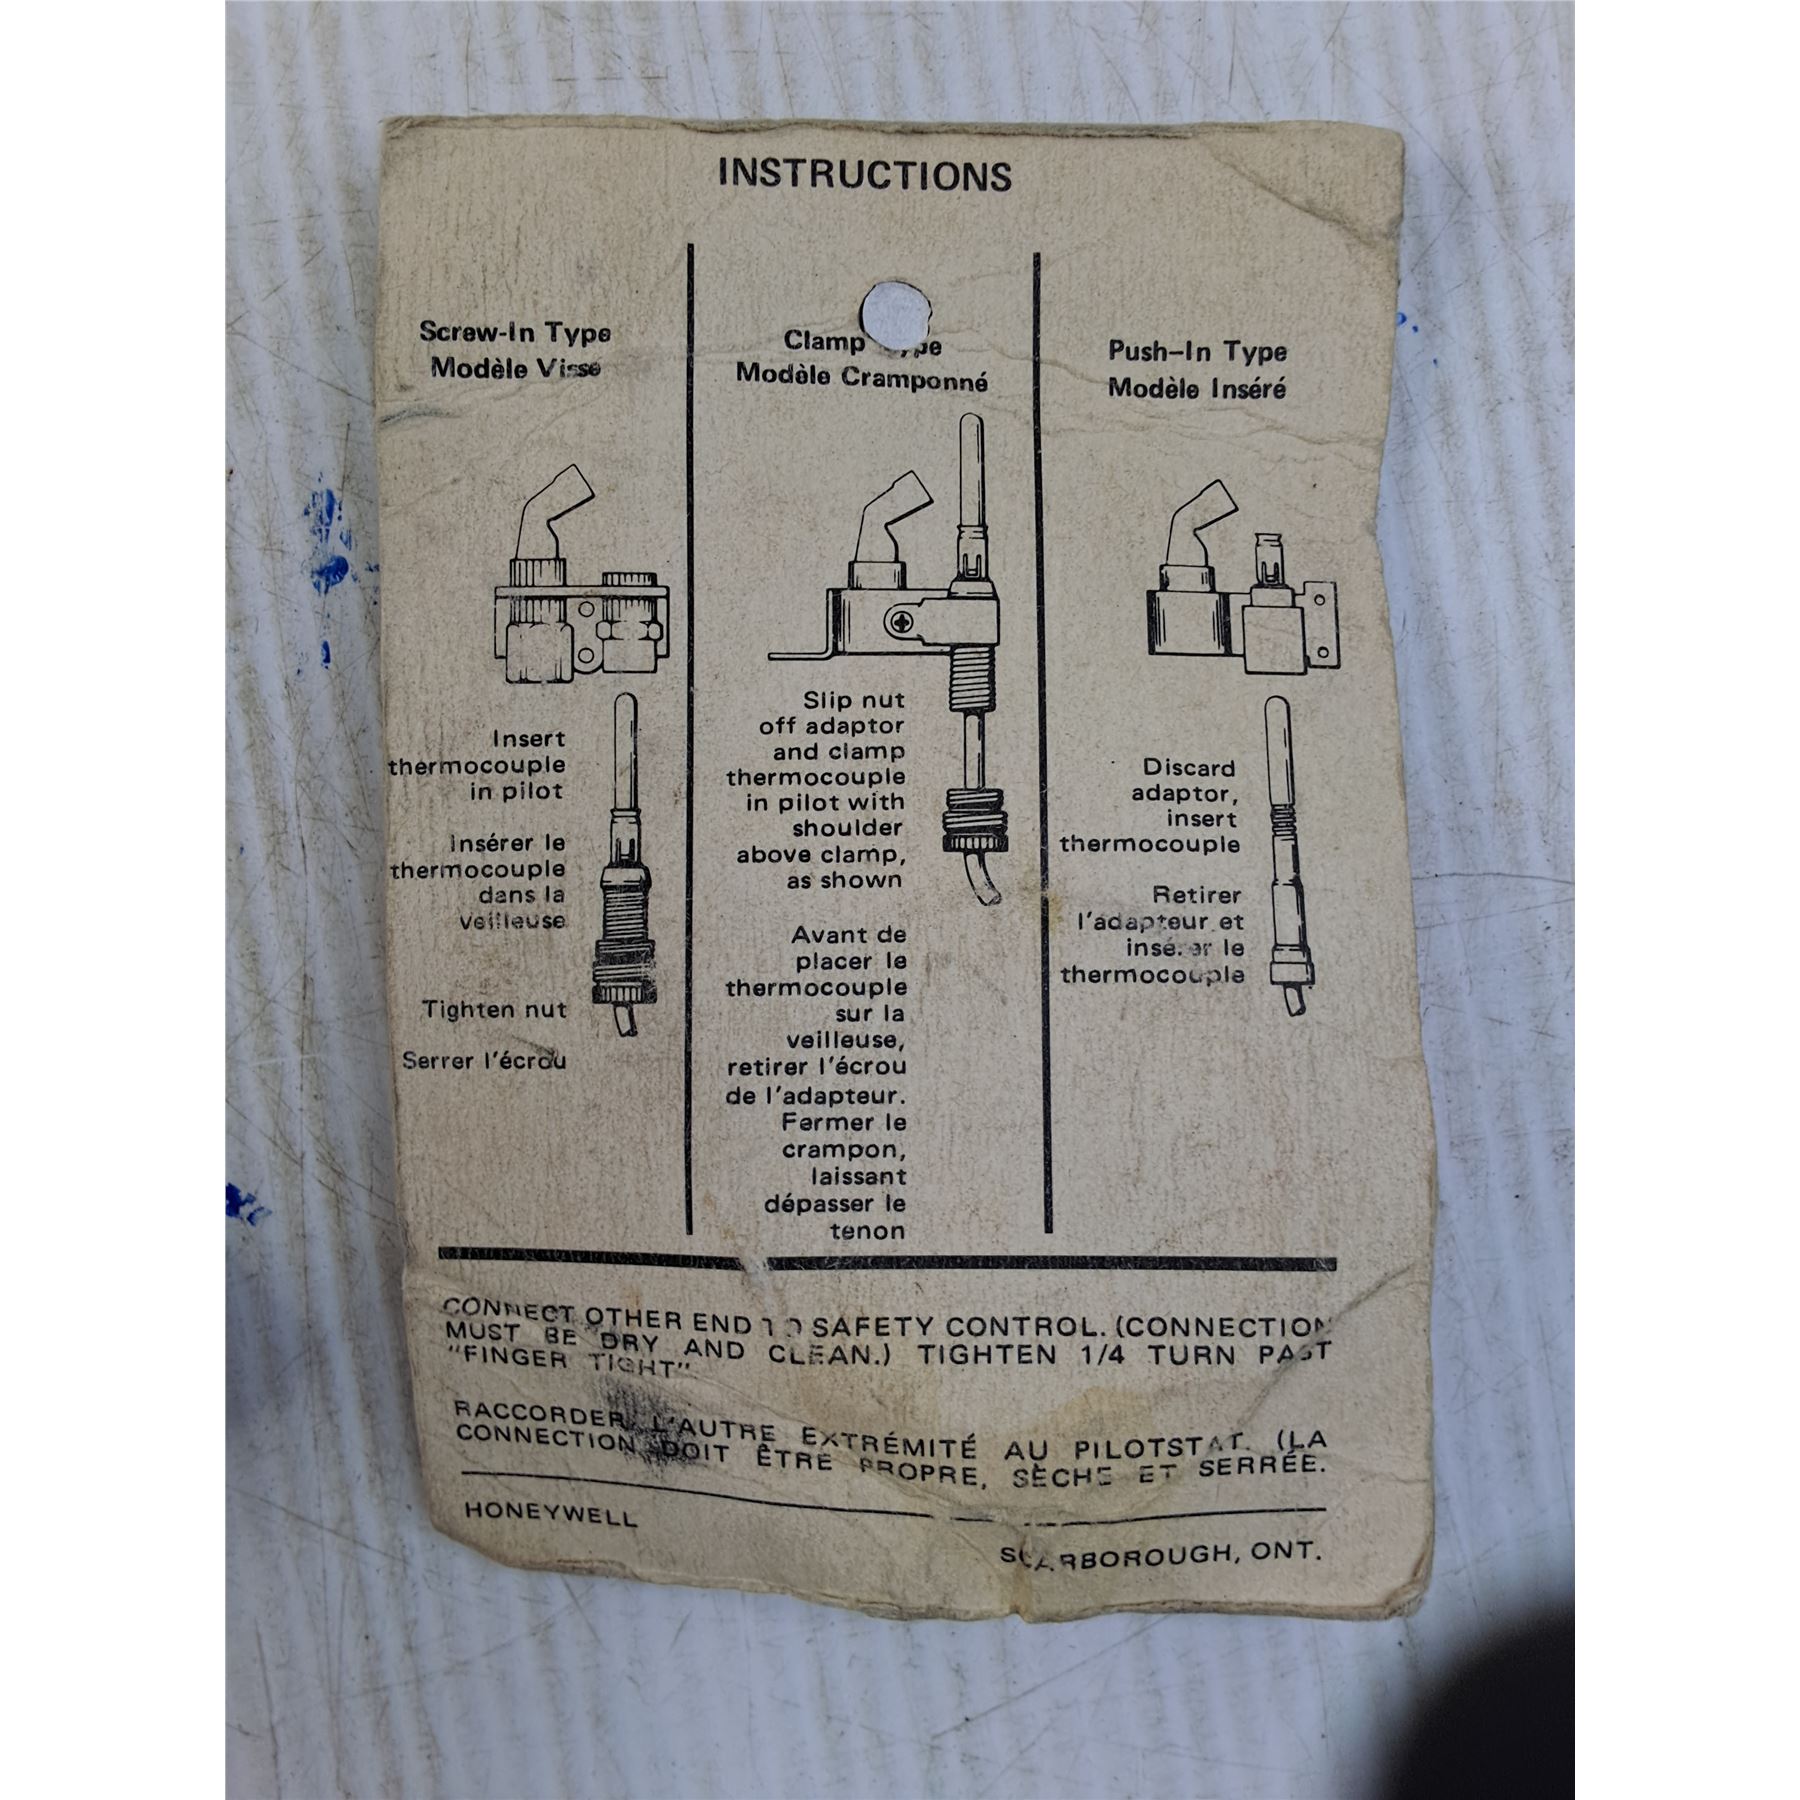 INSTRUCTIONS
Screw-In Type
Modèle Visse
Insert
thermocouple
in pilot
Insérer le
thermocouple
dans la
veilleuse
Tighten nut
Serrer l'écrou
Clamp
Modèle Cramponné
Slip nut
off adaptor
and clamp
thermocouple
in pilot with
shoulder
above clamp,
as shown
Avant de
placer le
thermocouple
sur la
veilleuse,
retirer l'écrou
de l'adapteur.
Fermer le
crampon,
laissant
dépasser le
tenon
Push-In Type
Modèle Inséré
Discard
adaptor,
insert
thermocouple
Retirer
l'adapteur et
insérer le
thermocouple
CONNECT OTHER END TO SAFETY CONTROL. (CONNECTION
MUST BE DRY AND CLEAN.) TIGHTEN 1/4 TURN PAST
"FINGER TIGHT".
RACCORDER L'AUTRE EXTRÉMITÉ AU PILOTSTAT. (LA
CONNECTION DOIT ÊTRE PROPRE, SÈCHE ET SERRÉE.
HONEYWELL
SCARBOROUGH, ONT.